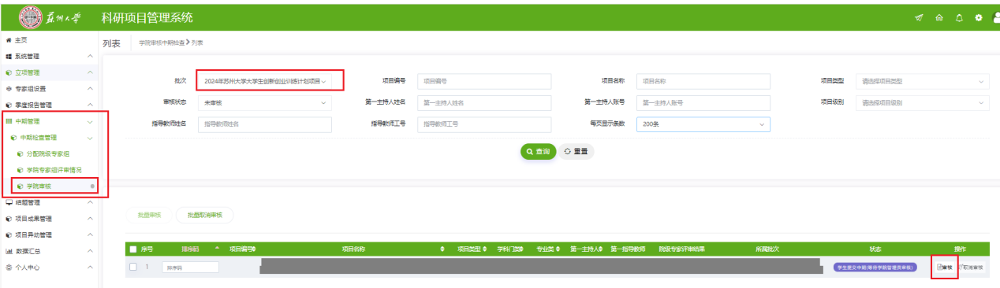 苏州大学 科研项目管理系统
主页
系统管理
立项管理
专家组设置
季度报告管理
中期管理
中期检查管理
分配院级专家组
学院专家组评审情况
学院审核
结题管理
项目成果管理
项目异动管理
数据汇总
个人中心
列表 学院审核中期检查 列表
批次 2024年苏州大学大学生创新创业训练计划项目 项目编号 项目编号 项目名称 项目名称 项目类型 请选择项目类型
审核状态 未审核 第一主持人姓名 第一主持人姓名 第一主持人账号 第一主持人账号 项目级别 请选择项目级别
指导教师姓名 指导教师姓名 指导教师工号 指导教师工号 每页显示条数 200条
查询 重置
批量审核 批量取消审核
序号 排序码 项目编号 项目名称 项目类型 学科门类 专业类 第一主持人 第一指导教师 院级专家评审结果 所属批次 状态 操作
1 排序码 学生提交中期(等待学院管理员审核) 审核 取消审核